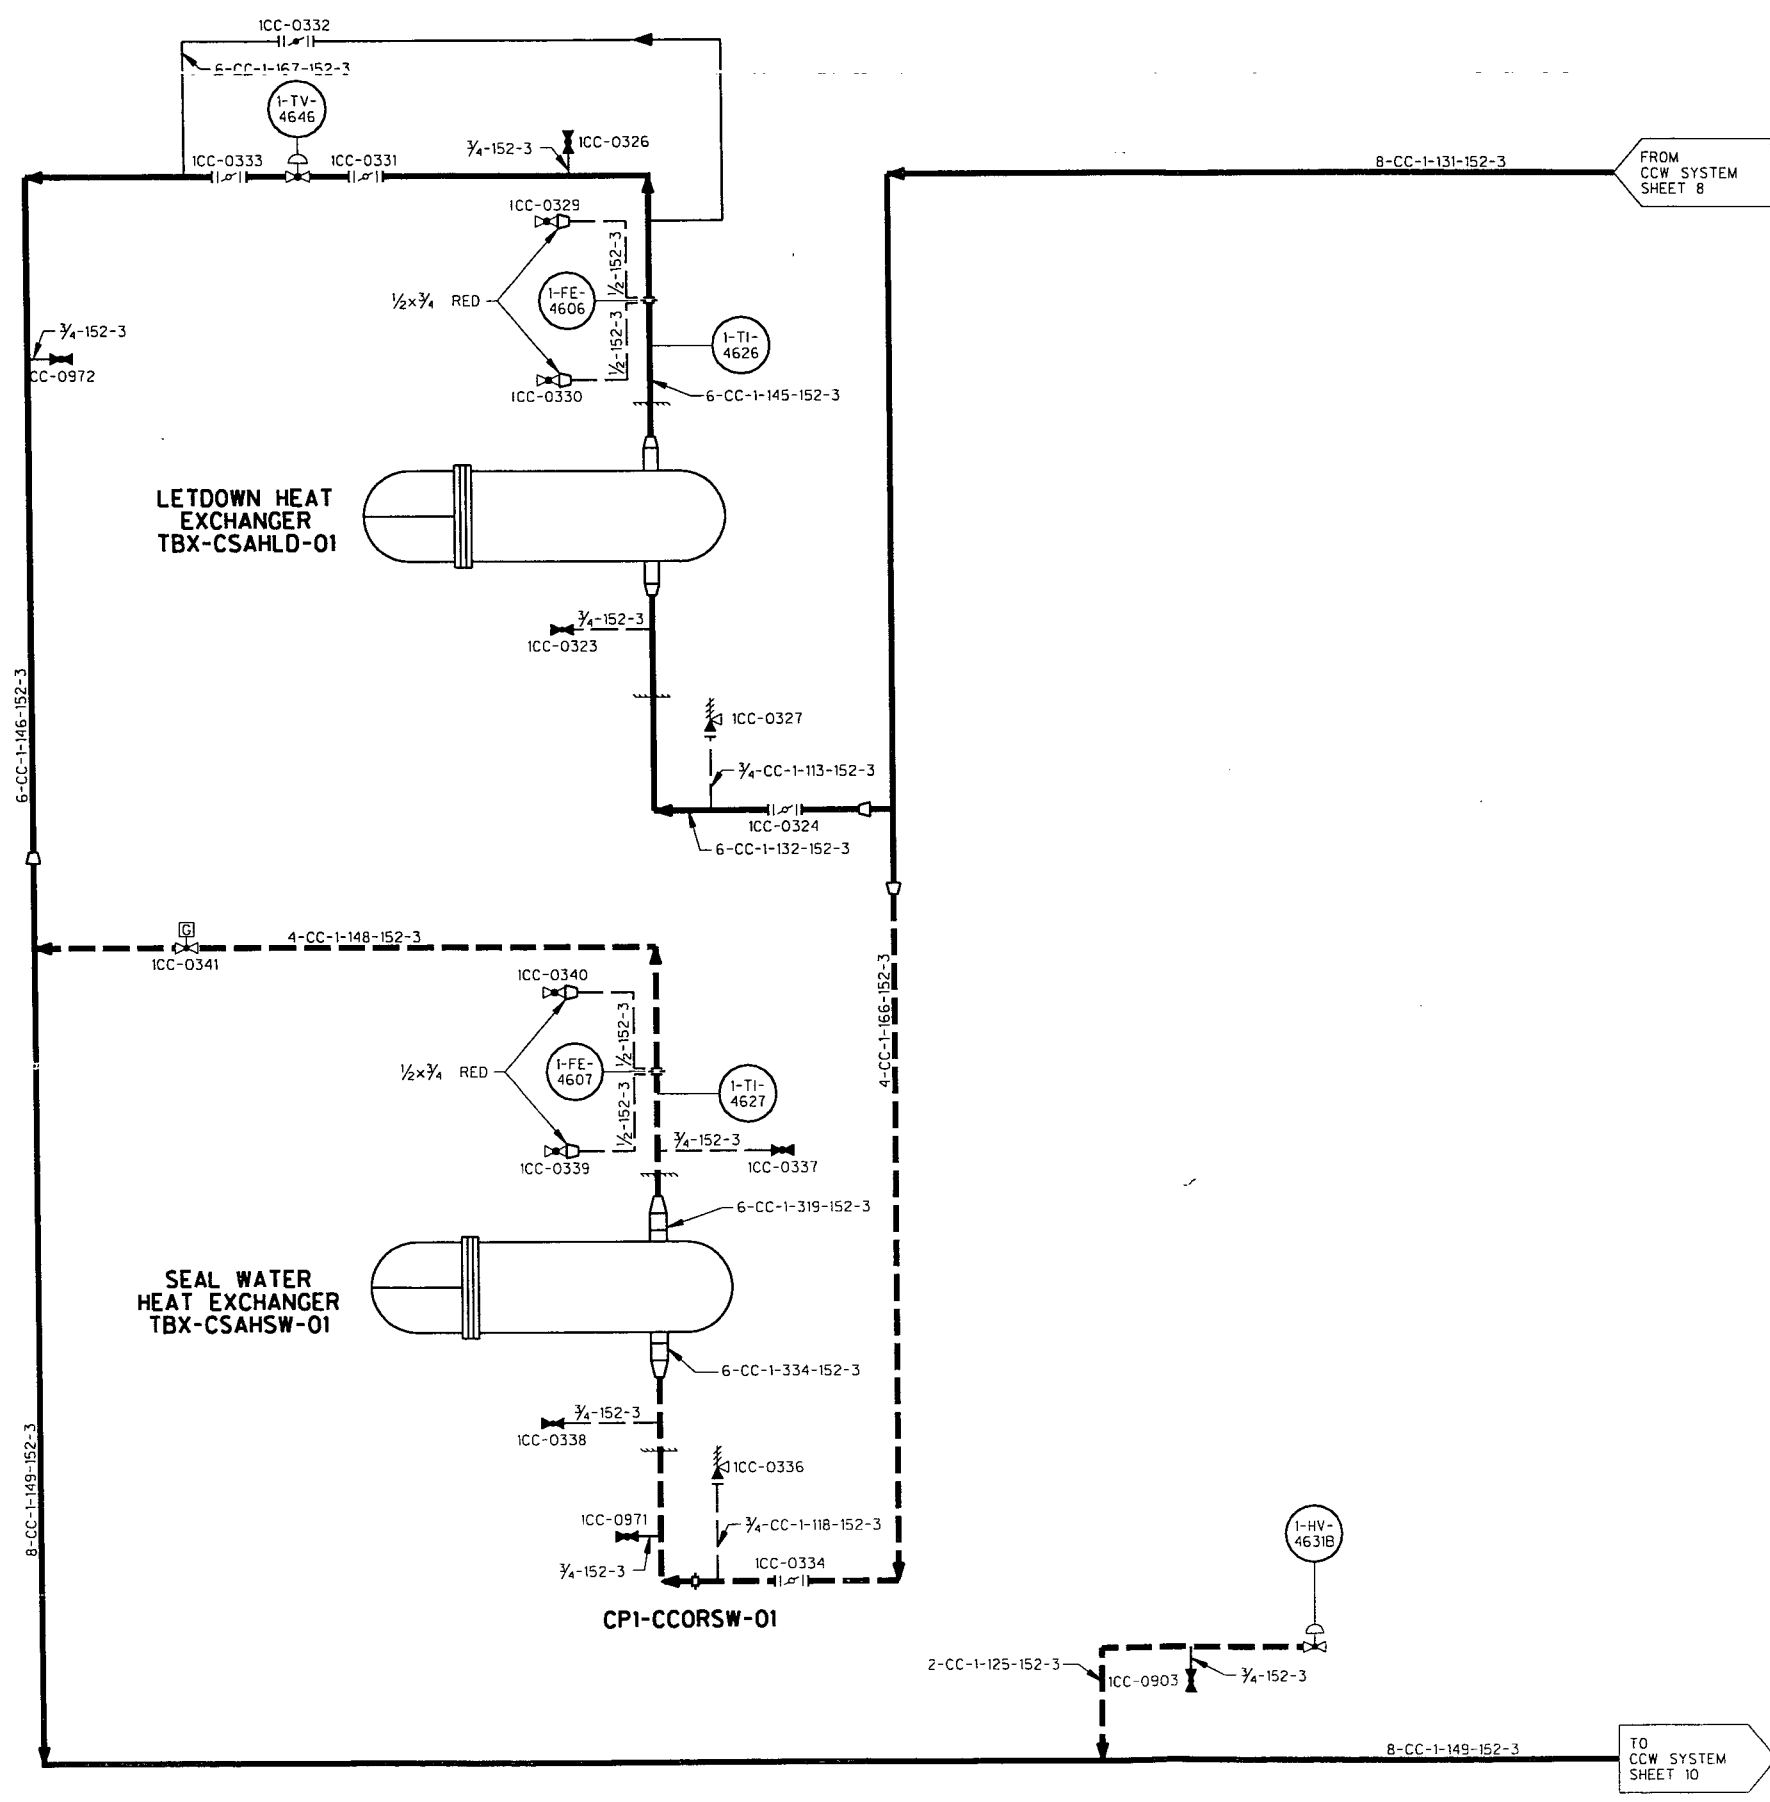 1CC-0332
6-CC-1-167-152-3
1-TV-
4646
1CC-0333
1CC-0331
¾-152-3
1CC-0326
8-CC-1-131-152-3
FROM
CCW SYSTEM
SHEET 8
1CC-0329
½-152-3
½×¾ RED
1-FE-
4606
½-152-3
1-TI-
4626
¾-152-3
CC-0972
1CC-0330
6-CC-1-145-152-3
LETDOWN HEAT
EXCHANGER
TBX-CSAHLD-01
¾-152-3
1CC-0323
6-CC-1-146-152-3
1CC-0327
¾-CC-1-113-152-3
1CC-0324
6-CC-1-132-152-3
G
4-CC-1-148-152-3
1CC-0341
1CC-0340
4-CC-1-166-152-3
½-152-3
½×¾ RED
1-FE-
4607
½-152-3
1-TI-
4627
¾-152-3
1CC-0339
1CC-0337
6-CC-1-319-152-3
SEAL WATER
HEAT EXCHANGER
TBX-CSAHSW-01
6-CC-1-334-152-3
¾-152-3
1CC-0338
8-CC-1-149-152-3
1CC-0336
1CC-0971
¾-CC-1-118-152-3
¾-152-3
1CC-0334
CP1-CCORSW-01
1-HV-
4631B
2-CC-1-125-152-3
1CC-0903
¾-152-3
8-CC-1-149-152-3
TO
CCW SYSTEM
SHEET 10